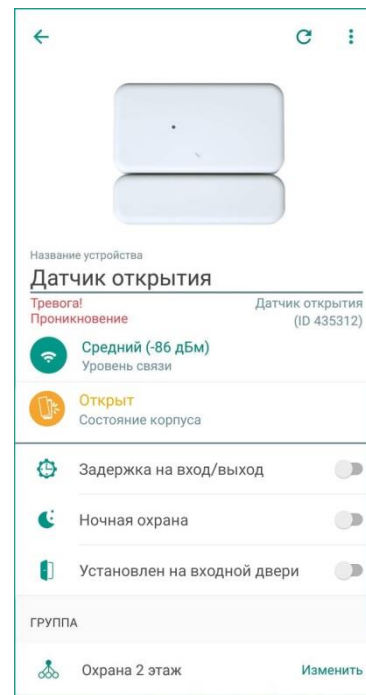 Название устройства
Датчик открытия
Тревога! Датчик открытия
Проникновение (ID 435312)
Средний (-86 дБм)
Уровень связи
Открыт
Состояние корпуса
Задержка на вход/выход
Ночная охрана
Установлен на входной двери
ГРУППА
Охрана 2 этаж Изменить